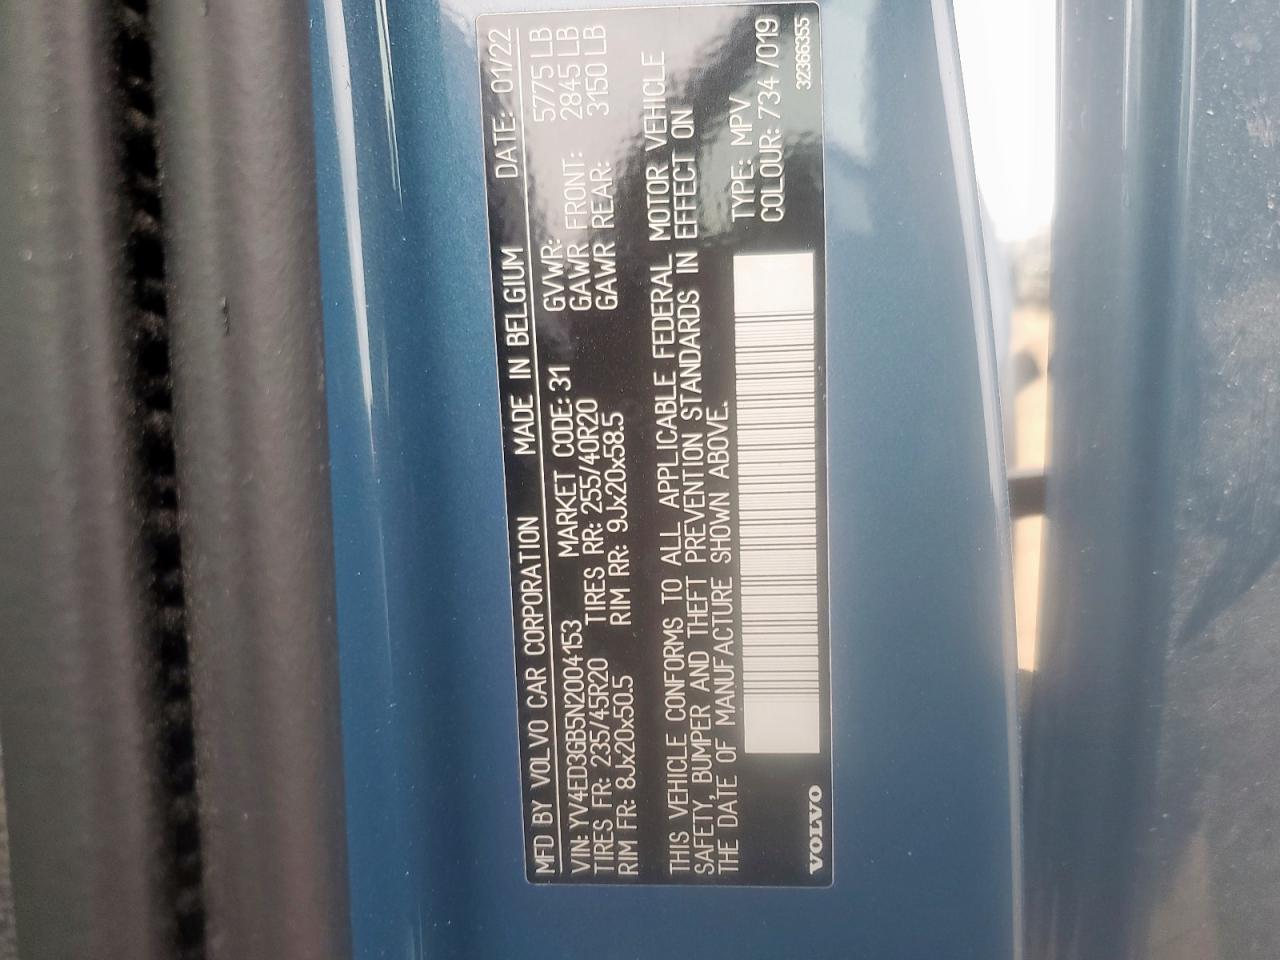 MFD BY VOLVO CAR CORPORATION MADE IN BELGIUM DATE: 01/22
VIN: YV4ED3GB5N2004153 MARKET CODE: 31 GVWR: 5775 LB
TIRES FR: 235/45R20 TIRES RR: 255/40R20 GAWR FRONT: 2845 LB
RIM FR: 8Jx20x50.5 RIM RR: 9Jx20x58.5 GAWR REAR: 3150 LB
THIS VEHICLE CONFORMS TO ALL APPLICABLE FEDERAL MOTOR VEHICLE
SAFETY, BUMPER AND THEFT PREVENTION STANDARDS IN EFFECT ON
THE DATE OF MANUFACTURE SHOWN ABOVE.
TYPE: MPV
COLOUR: 734 /019
VOLVO 32366355